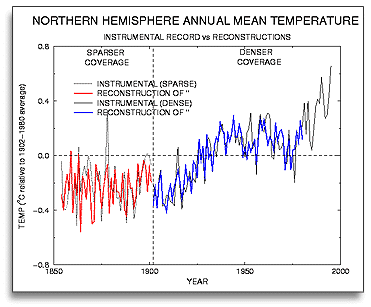 NORTHERN HEMISPHERE ANNUAL MEAN TEMPERATURE
INSTRUMENTAL RECORD vs RECONSTRUCTIONS
SPARSER
COVERAGE
DENSER
COVERAGE
INSTRUMENTAL (SPARSE)
RECONSTRUCTION OF "
INSTRUMENTAL (DENSE)
RECONSTRUCTION OF "
TEMP (°C relative to 1902-1980 average)
0.8
0.4
0.0
-0.4
-0.8
1850
1900
1950
2000
YEAR